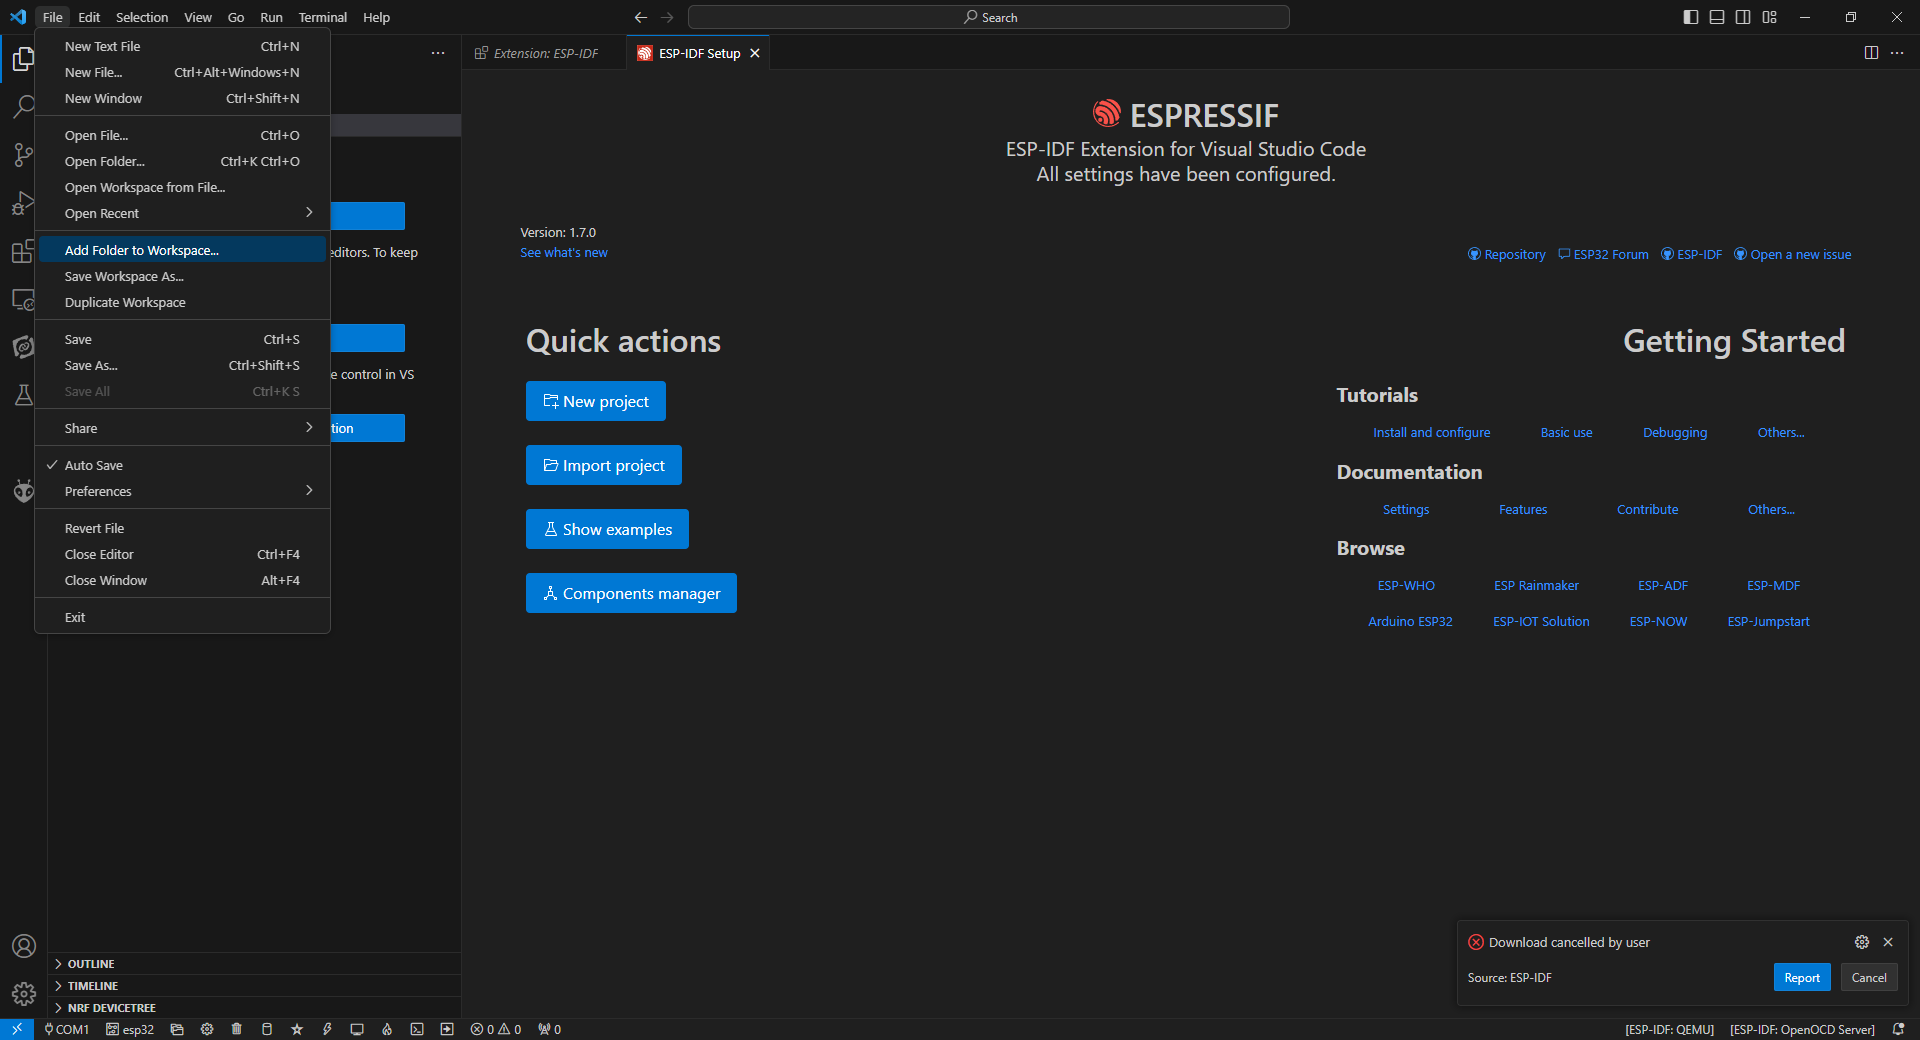 File Edit Selection View Go Run Terminal Help
Search
New Text File Ctrl+N
New File... Ctrl+Alt+Windows+N
New Window Ctrl+Shift+N
Open File... Ctrl+O
Open Folder... Ctrl+K Ctrl+O
Open Workspace from File...
Open Recent
Add Folder to Workspace...
Save Workspace As...
Duplicate Workspace
Save Ctrl+S
Save As... Ctrl+Shift+S
Save All Ctrl+K S
Share
Auto Save
Preferences
Revert File
Close Editor Ctrl+F4
Close Window Alt+F4
Exit
editors. To keep
e control in VS
tion
OUTLINE
TIMELINE
NRF DEVICETREE
Extension: ESP-IDF
ESP-IDF Setup
ESPRESSIF
ESP-IDF Extension for Visual Studio Code
All settings have been configured.
Version: 1.7.0
See what's new
Repository ESP32 Forum ESP-IDF Open a new issue
Quick actions
New project
Import project
Show examples
Components manager
Getting Started
Tutorials
Install and configure Basic use Debugging Others...
Documentation
Settings Features Contribute Others...
Browse
ESP-WHO ESP Rainmaker ESP-ADF ESP-MDF
Arduino ESP32 ESP-IOT Solution ESP-NOW ESP-Jumpstart
Download cancelled by user
Source: ESP-IDF
Report Cancel
COM1 esp32 0 0 0 [ESP-IDF: QEMU] [ESP-IDF: OpenOCD Server]